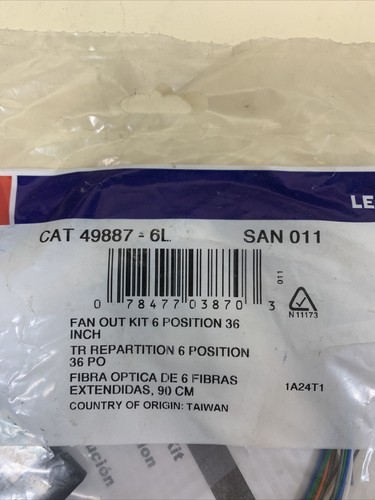 LE
CAT 49887 - 6L SAN 011
011
0 78477 03870 3
N11173
FAN OUT KIT 6 POSITION 36
INCH
TR REPARTITION 6 POSITION
36 PO
FIBRA OPTICA DE 6 FIBRAS
EXTENDIDAS, 90 CM
1A24T1
COUNTRY OF ORIGIN: TAIWAN
Kit